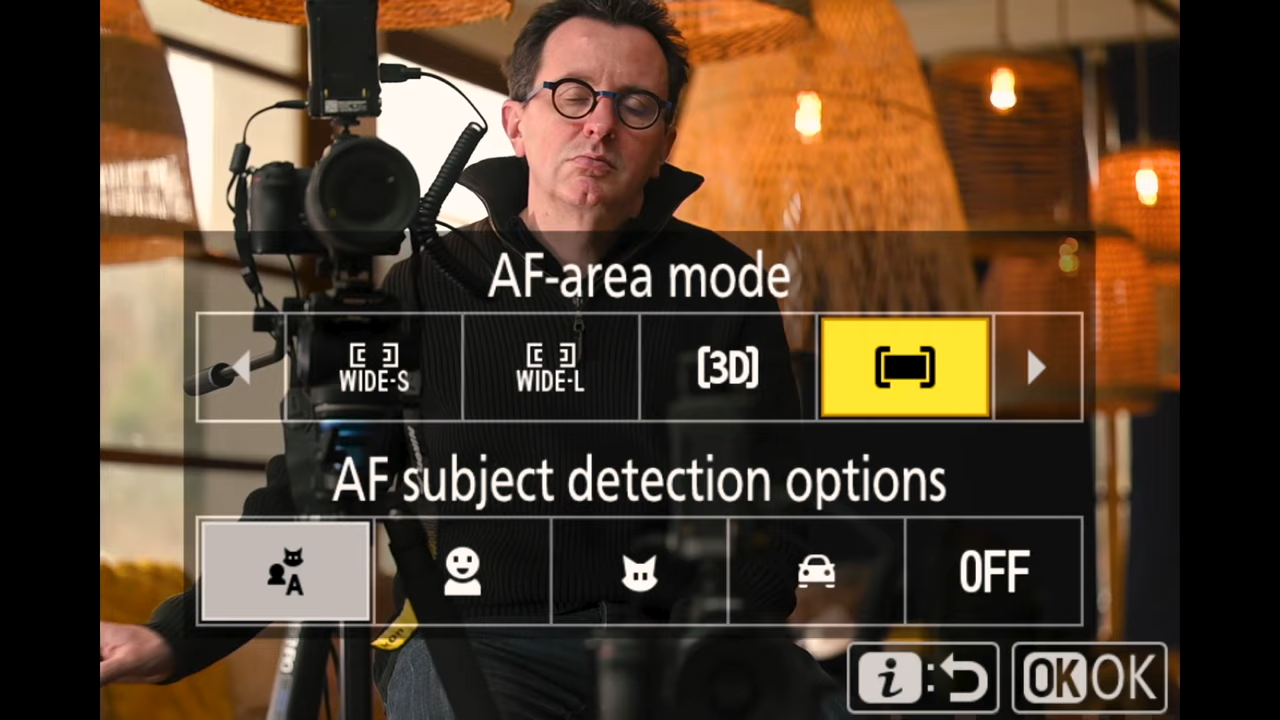 AF-area mode
WIDE-S WIDE-L [3D]
AF subject detection options
A OFF
i : OK OK